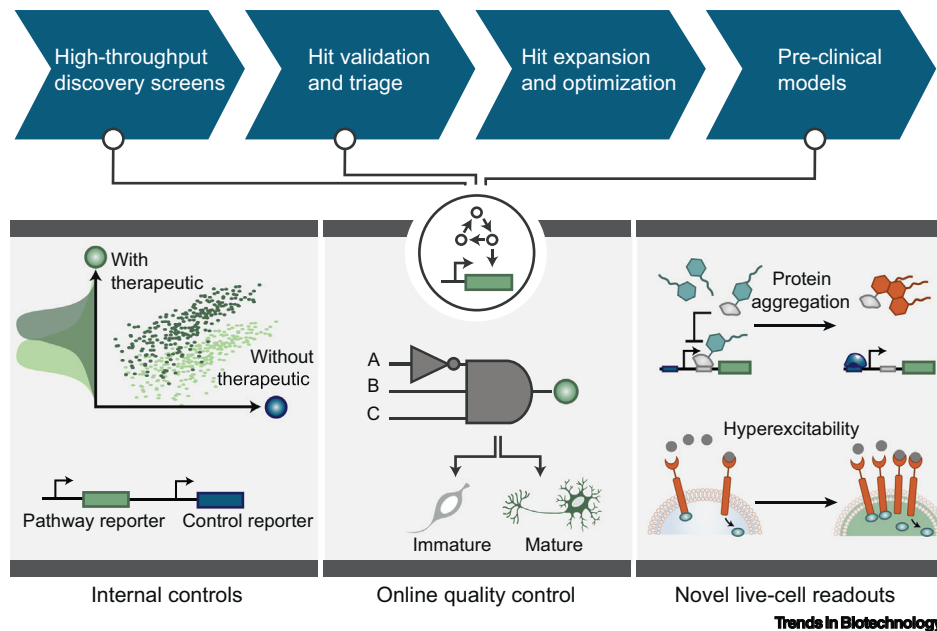 High-throughput
discovery screens
Hit validation
and triage
Hit expansion
and optimization
Pre-clinical
models
With
therapeutic
Without
therapeutic
Pathway reporter
Control reporter
A
B
C
Immature
Mature
Protein
aggregation
Hyperexcitability
Internal controls
Online quality control
Novel live-cell readouts
Trends in Biotechnology